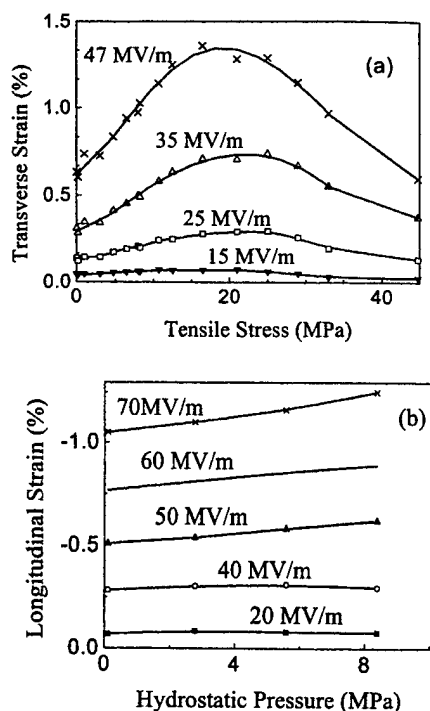 1.5
(a)
47 MV/m
1.0
Transverse Strain (%)
35 MV/m
0.5
25 MV/m
15 MV/m
0.0
0
20
40
Tensile Stress (MPa)
70MV/m
(b)
-1.0
60 MV/m
Longitudinal Strain (%)
50 MV/m
-0.5
40 MV/m
20 MV/m
0.0
0
4
8
Hydrostatic Pressure (MPa)